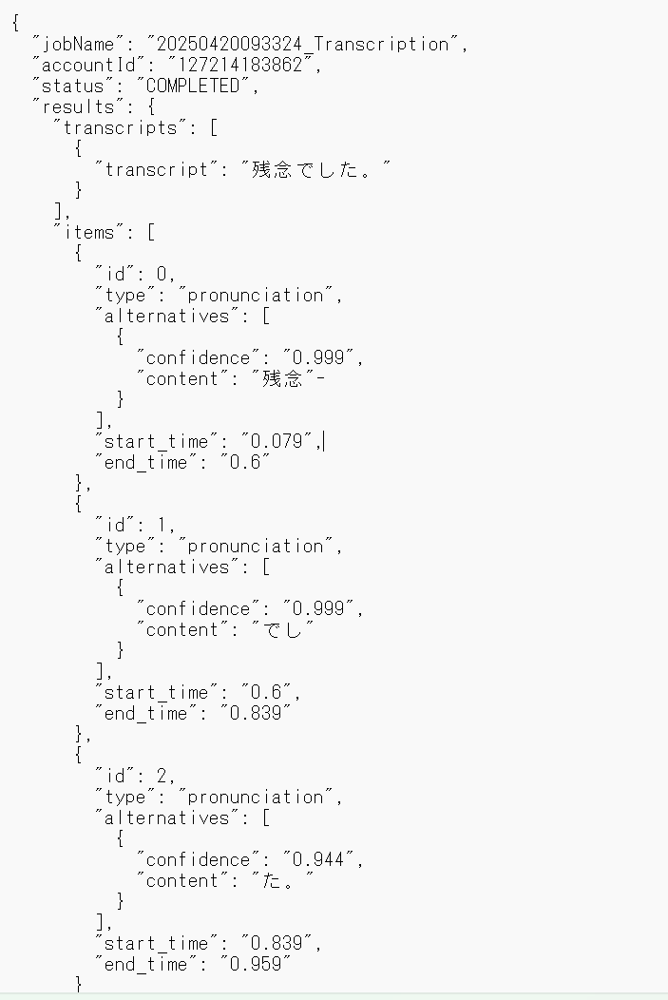 {
  "jobName": "20250420093324_Transcription",
  "accountId": "127214183862",
  "status": "COMPLETED",
  "results": {
    "transcripts": [
      {
        "transcript": "残念でした。"
      }
    ],
    "items": [
      {
        "id": 0,
        "type": "pronunciation",
        "alternatives": [
          {
            "confidence": "0.999",
            "content": "残念"-
          }
        ],
        "start_time": "0.079",
        "end_time": "0.6"
      },
      {
        "id": 1,
        "type": "pronunciation",
        "alternatives": [
          {
            "confidence": "0.999",
            "content": "でし"
          }
        ],
        "start_time": "0.6",
        "end_time": "0.839"
      },
      {
        "id": 2,
        "type": "pronunciation",
        "alternatives": [
          {
            "confidence": "0.944",
            "content": "た。"
          }
        ],
        "start_time": "0.839",
        "end_time": "0.959"
      }